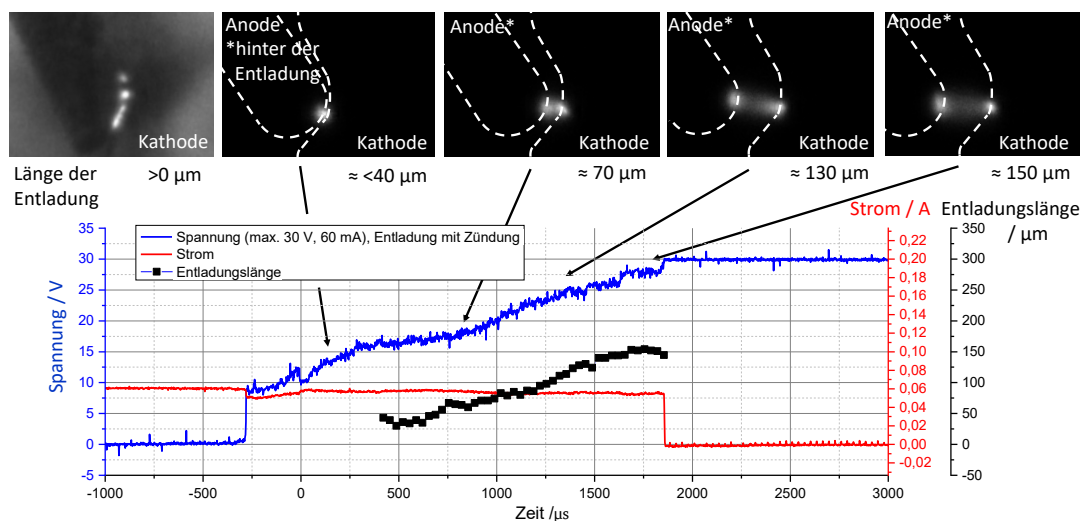 Anode
*hinter der
Entladung
Anode*
Anode*
Anode*
Kathode
Kathode
Kathode
Kathode
Kathode
Länge der
Entladung
>0 µm
≈ <40 µm
≈ 70 µm
≈ 130 µm
≈ 150 µm
Strom / A
Entladungslänge
/ µm
Spannung (max. 30 V, 60 mA), Entladung mit Zündung
Strom
Entladungslänge
Spannung / V
35
30
25
20
15
10
5
0
-5
0,22
0,20
0,18
0,16
0,14
0,12
0,10
0,08
0,06
0,04
0,02
0,00
-0,02
350
300
250
200
150
100
50
0
-50
-1000
-500
0
500
1000
1500
2000
2500
3000
Zeit /µs